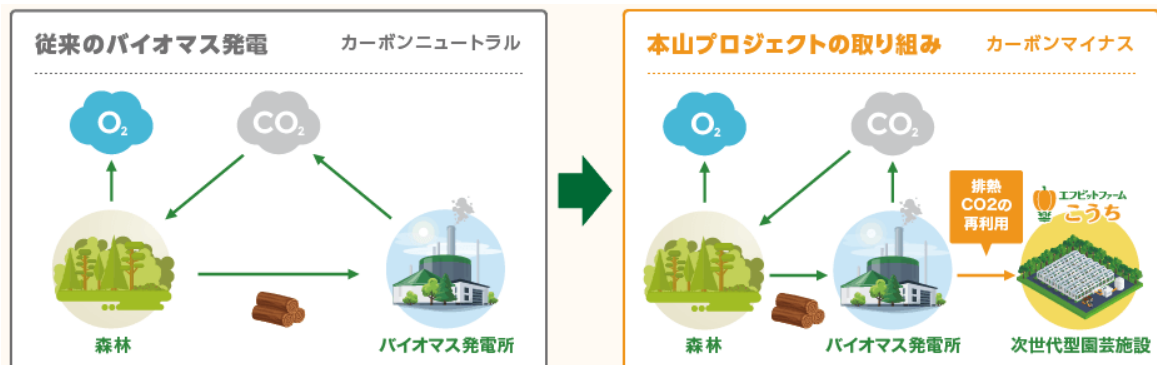 従来のバイオマス発電 カーボンニュートラル
O₂
CO₂
森林
バイオマス発電所
本山プロジェクトの取り組み カーボンマイナス
O₂
CO₂
排熱
CO2の
再利用
エフビットファーム
こうち
森林
バイオマス発電所
次世代型園芸施設